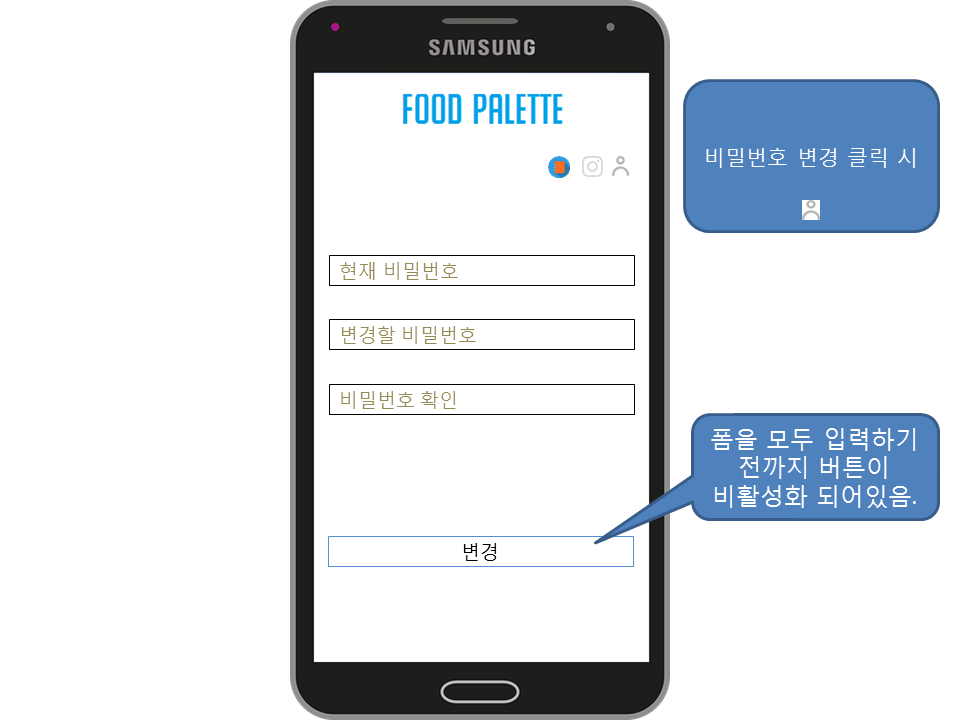 SAMSUNG
FOOD PALETTE
비밀번호 변경 클릭 시
현재 비밀번호
변경할 비밀번호
비밀번호 확인
폼을 모두 입력하기
전까지 버튼이
비활성화 되어있음.
변경